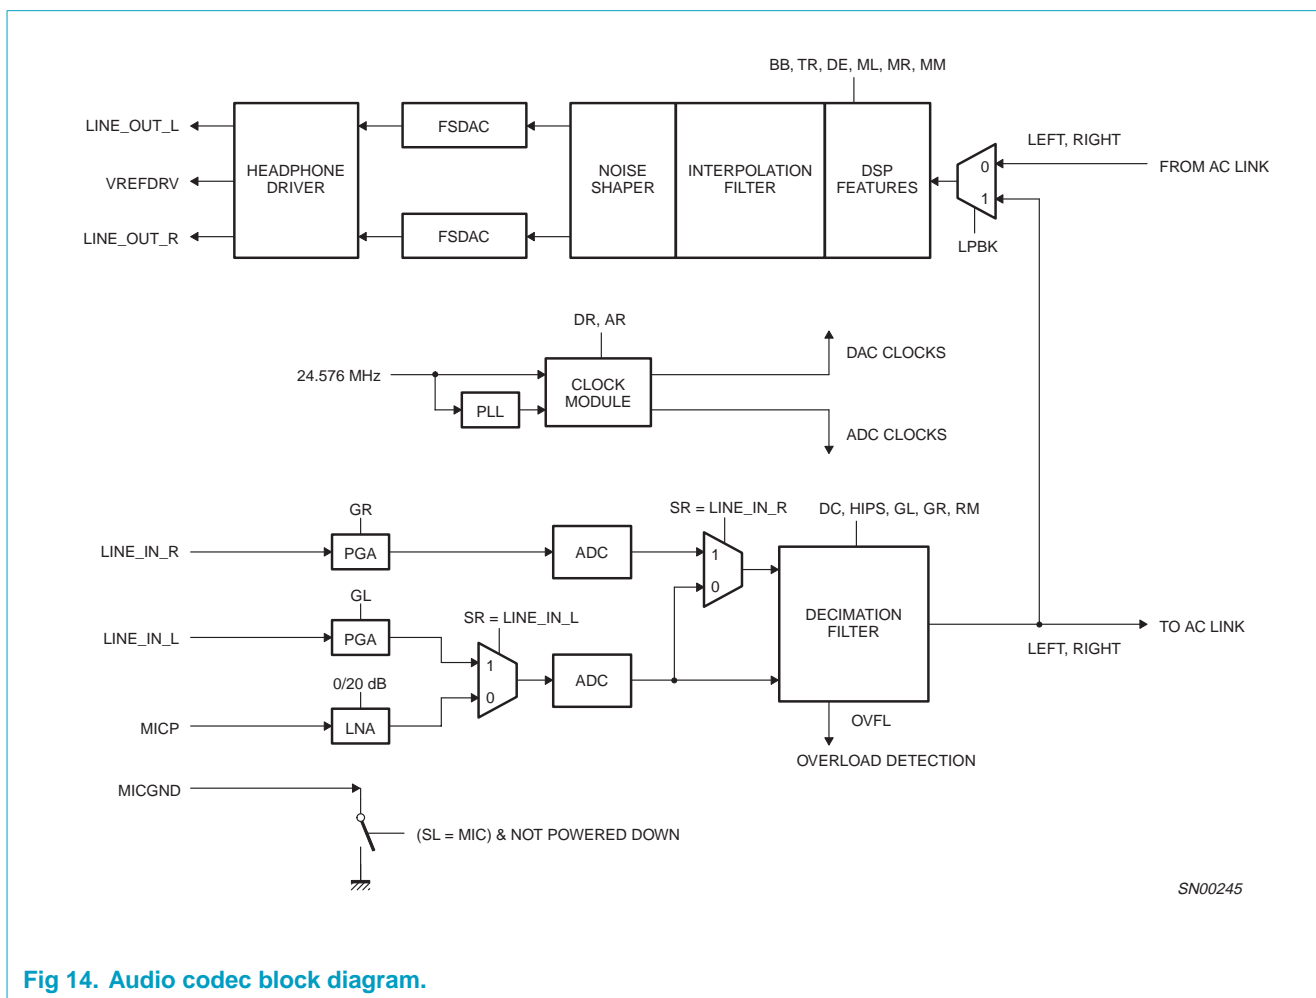 BB, TR, DE, ML, MR, MM
LINE_OUT_L
VREFDRV
LINE_OUT_R
HEADPHONE
DRIVER
FSDAC
FSDAC
NOISE
SHAPER
INTERPOLATION
FILTER
DSP
FEATURES
0
1
LPBK
LEFT, RIGHT
FROM AC LINK
DR, AR
24.576 MHz
PLL
CLOCK
MODULE
DAC CLOCKS
ADC CLOCKS
GR
LINE_IN_R
PGA
ADC
SR = LINE_IN_R
1
0
DC, HIPS, GL, GR, RM
GL
LINE_IN_L
PGA
SR = LINE_IN_L
1
0
ADC
DECIMATION
FILTER
TO AC LINK
LEFT, RIGHT
0/20 dB
MICP
LNA
OVFL
OVERLOAD DETECTION
MICGND
(SL = MIC) & NOT POWERED DOWN
SN00245
Fig 14. Audio codec block diagram.